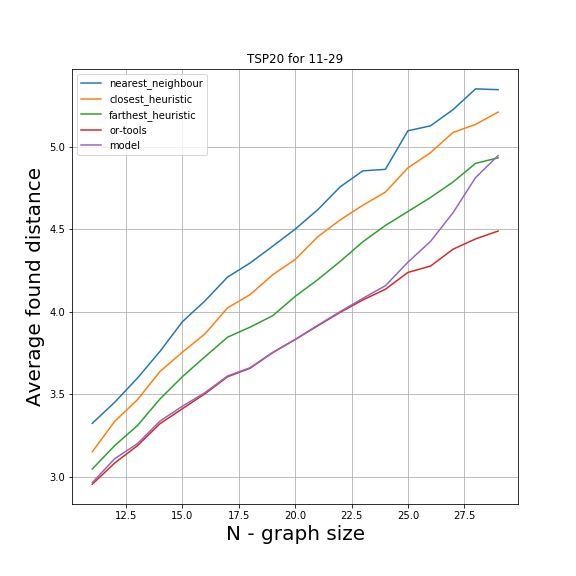 TSP20 for 11-29
nearest_neighbour
closest_heuristic
farthest_heuristic
or-tools
model
Average found distance
5.0
4.5
4.0
3.5
3.0
12.5 15.0 17.5 20.0 22.5 25.0 27.5
N - graph size